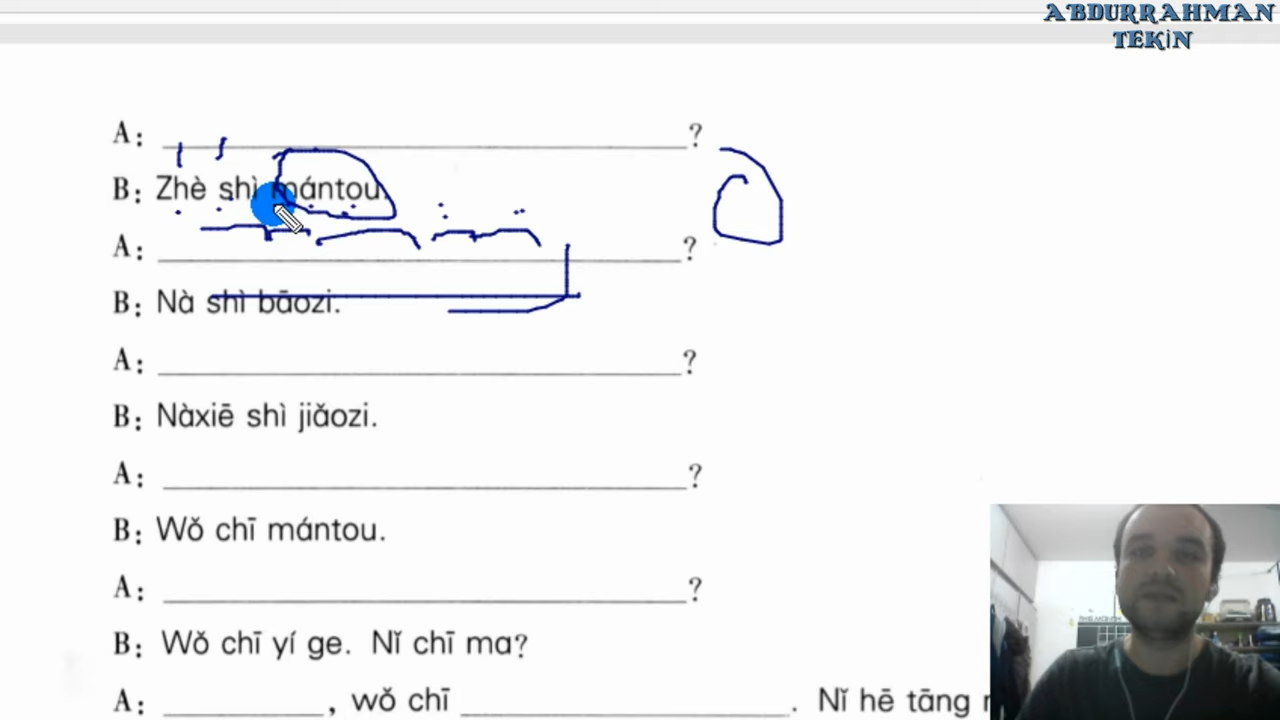 ABDURRAHMAN
TEKİN
A: ?
B: Zhè shì mántou.
A: ?
B: Nà shì bāozi.
A: ?
B: Nàxiē shì jiǎozi.
A: ?
B: Wǒ chī mántou.
A: ?
B: Wǒ chī yí ge. Nǐ chī ma?
A: , wǒ chī . Nǐ hē tāng